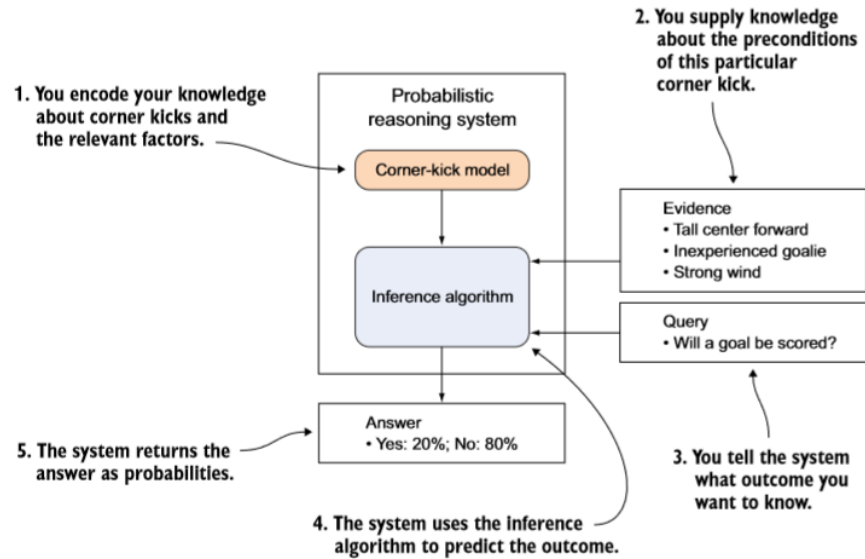 1. You encode your knowledge
about corner kicks and
the relevant factors.
Probabilistic
reasoning system
Corner-kick model
Inference algorithm
2. You supply knowledge
about the preconditions
of this particular
corner kick.
Evidence
• Tall center forward
• Inexperienced goalie
• Strong wind
Query
• Will a goal be scored?
3. You tell the system
what outcome you
want to know.
4. The system uses the inference
algorithm to predict the outcome.
Answer
• Yes: 20%; No: 80%
5. The system returns the
answer as probabilities.